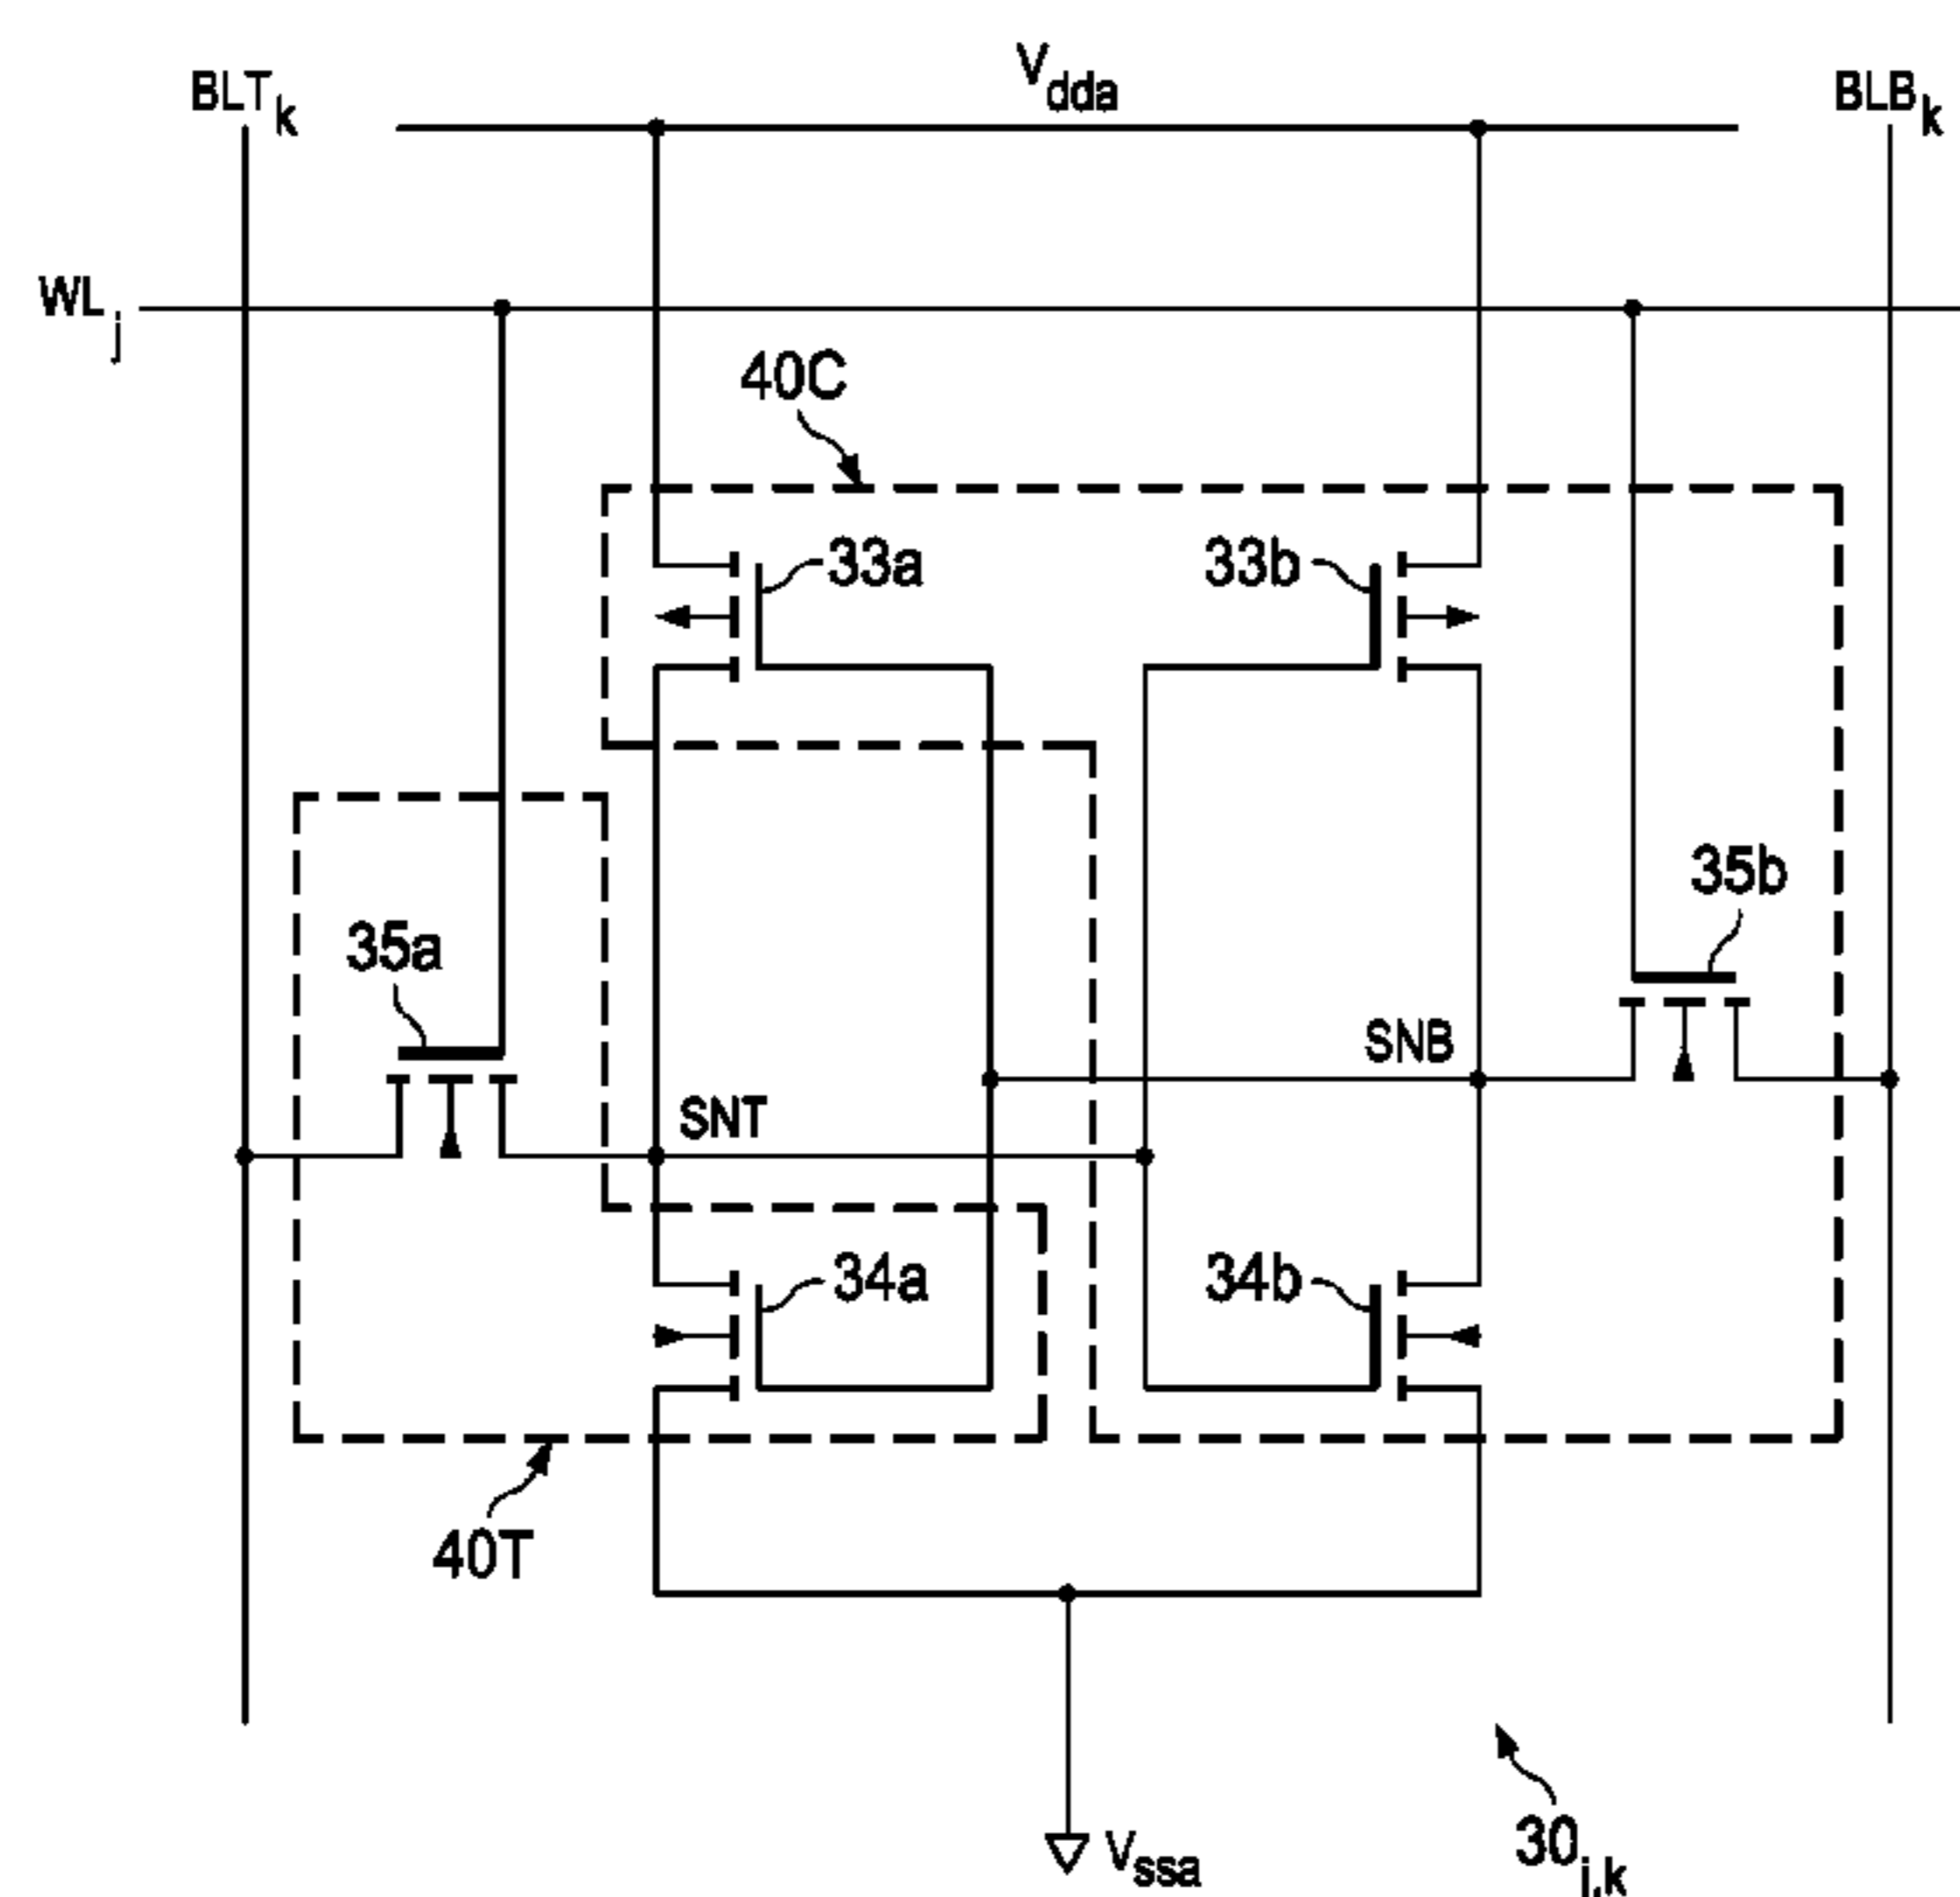 BLTk
Vdda
BLBk
WLj
40C
33a
33b
35b
35a
SNB
SNT
34a
34b
40T
30j,k
Vssa